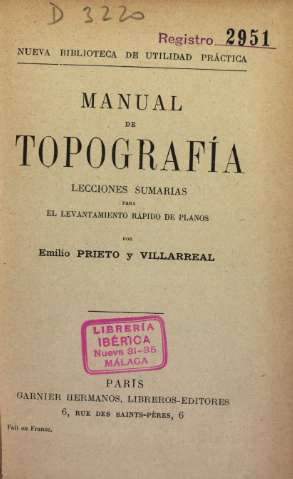 D 3220
Registro 2951
NUEVA BIBLIOTECA DE UTILIDAD PRÁCTICA
MANUAL
DE
TOPOGRAFÍA
LECCIONES SUMARIAS
PARA
EL LEVANTAMIENTO RÁPIDO DE PLANOS
POR
Emilio PRIETO y VILLARREAL
LIBRERÍA
IBÉRICA
Nueva 31-35
MÁLAGA
PARÍS
GARNIER HERMANOS, LIBREROS-EDITORES
6, RUE DES SAINTS-PÈRES, 6
Fait en France.